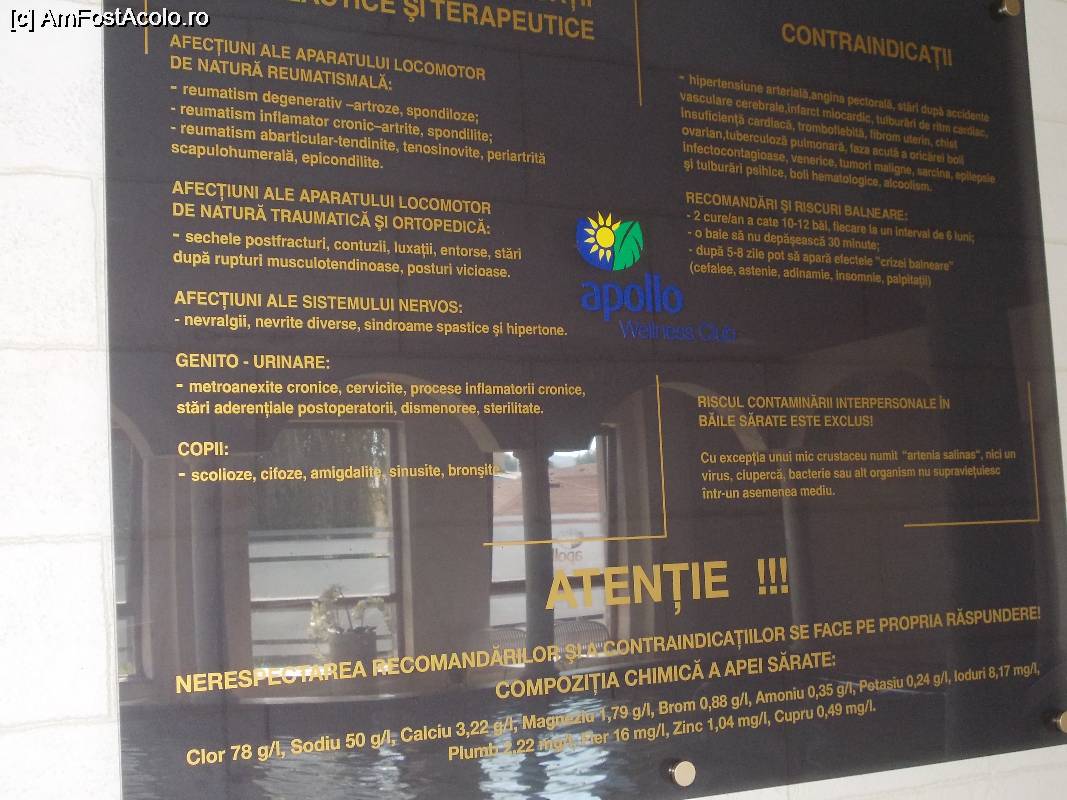 [c] AmFostAcolo.ro
ȘI TERAPEUTICE
AFECȚIUNI ALE APARATULUI LOCOMOTOR
DE NATURĂ REUMATISMALĂ:
- reumatism degenerativ –artroze, spondiloze;
- reumatism inflamator cronic–artrite, spondilite;
- reumatism abarticular-tendinite, tenosinovite, periartrită
scapulohumerală, epicondilite.
AFECȚIUNI ALE APARATULUI LOCOMOTOR
DE NATURĂ TRAUMATICĂ ȘI ORTOPEDICĂ:
- sechele postfracturi, contuzii, luxații, entorse, stări
după rupturi musculotendinoase, posturi vicioase.
AFECȚIUNI ALE SISTEMULUI NERVOS:
- nevralgii, nevrite diverse, sindroame spastice și hipertone.
GENITO - URINARE:
- metroanexite cronice, cervicite, procese inflamatorii cronice,
stări aderențiale postoperatorii, dismenoree, sterilitate.
COPII:
- scolioze, cifoze, amigdalite, sinusite, bronșite
CONTRAINDICAȚII
- hipertensiune arterială,angina pectorală, stări după accidente
vasculare cerebrale,infarct miocardic, tulburări de ritm cardiac,
insuficiență cardiacă, tromboflebită, fibrom uterin, chist
ovarian,tuberculoză pulmonară, faza acută a oricărei boli
infectocontagioase, venerice, tumori maligne, sarcina, epilepsie
și tulburări psihice, boli hematologice, alcoolism.
RECOMANDĂRI ȘI RISCURI BALNEARE:
- 2 cure/an a cate 10-12 băi, fiecare la un interval de 6 luni;
- o baie să nu depășească 30 minute;
- după 5-8 zile pot să apară efectele "crizei balneare"
(cefalee, astenie, adinamie, insomnie, palpitații)
apollo
Wellness Club
RISCUL CONTAMINĂRII INTERPERSONALE ÎN
BĂILE SĂRATE ESTE EXCLUS!
Cu excepția unui mic crustaceu numit "artenia salinas", nici un
virus, ciupercă, bacterie sau alt organism nu supraviețuiesc
într-un asemenea mediu.
ATENȚIE !!!
NERESPECTAREA RECOMANDĂRILOR ȘI A CONTRAINDICAȚIILOR SE FACE PE PROPRIA RĂSPUNDERE!
COMPOZIȚIA CHIMICĂ A APEI SĂRATE:
Clor 78 g/l, Sodiu 50 g/l, Calciu 3,22 g/l, Magneziu 1,79 g/l, Brom 0,88 g/l, Amoniu 0,35 g/l, Potasiu 0,24 g/l, Ioduri 8,17 mg/l,
Plumb 2,22 mg/l, Fier 16 mg/l, Zinc 1,04 mg/l, Cupru 0,49 mg/l.